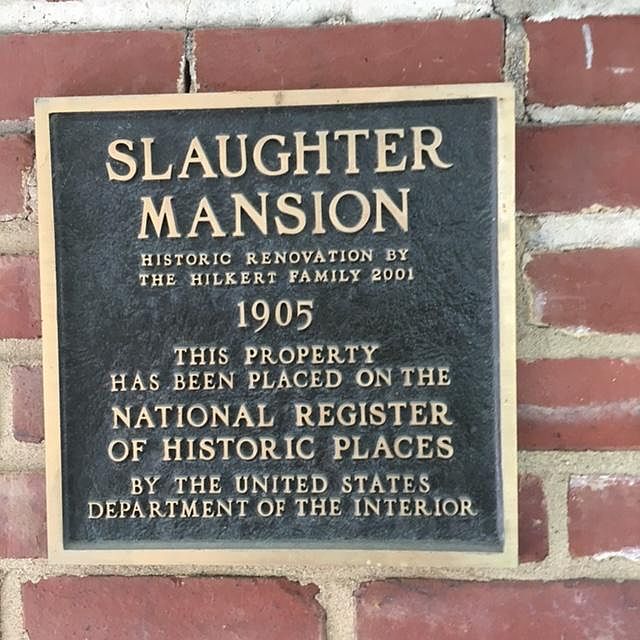 SLAUGHTER
MANSION
HISTORIC RENOVATION BY
THE HILKERT FAMILY 2001
1905
THIS PROPERTY
HAS BEEN PLACED ON THE
NATIONAL REGISTER
OF HISTORIC PLACES
BY THE UNITED STATES
DEPARTMENT OF THE INTERIOR